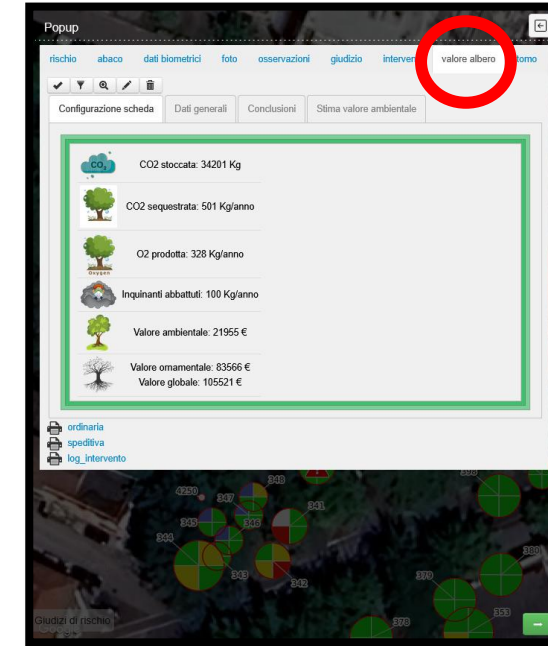 Popup
rischio abaco dati biometrici foto osservazioni giudizio valore albero
Configurazione scheda Dati generali Conclusioni Stima valore ambientale
CO2
CO2 stoccata: 34201 Kg
CO2 sequestrata: 501 Kg/anno
O2 prodotta: 328 Kg/anno
Oxygen
Inquinanti abbattuti: 100 Kg/anno
Valore ambientale: 21955 €
Valore ornamentale: 83566 €
Valore globale: 105521 €
ordinaria
speditiva
log_intervento
348
4250 347
341
345 346
344
380
343 342 379
353
378
Giudizi di rischio